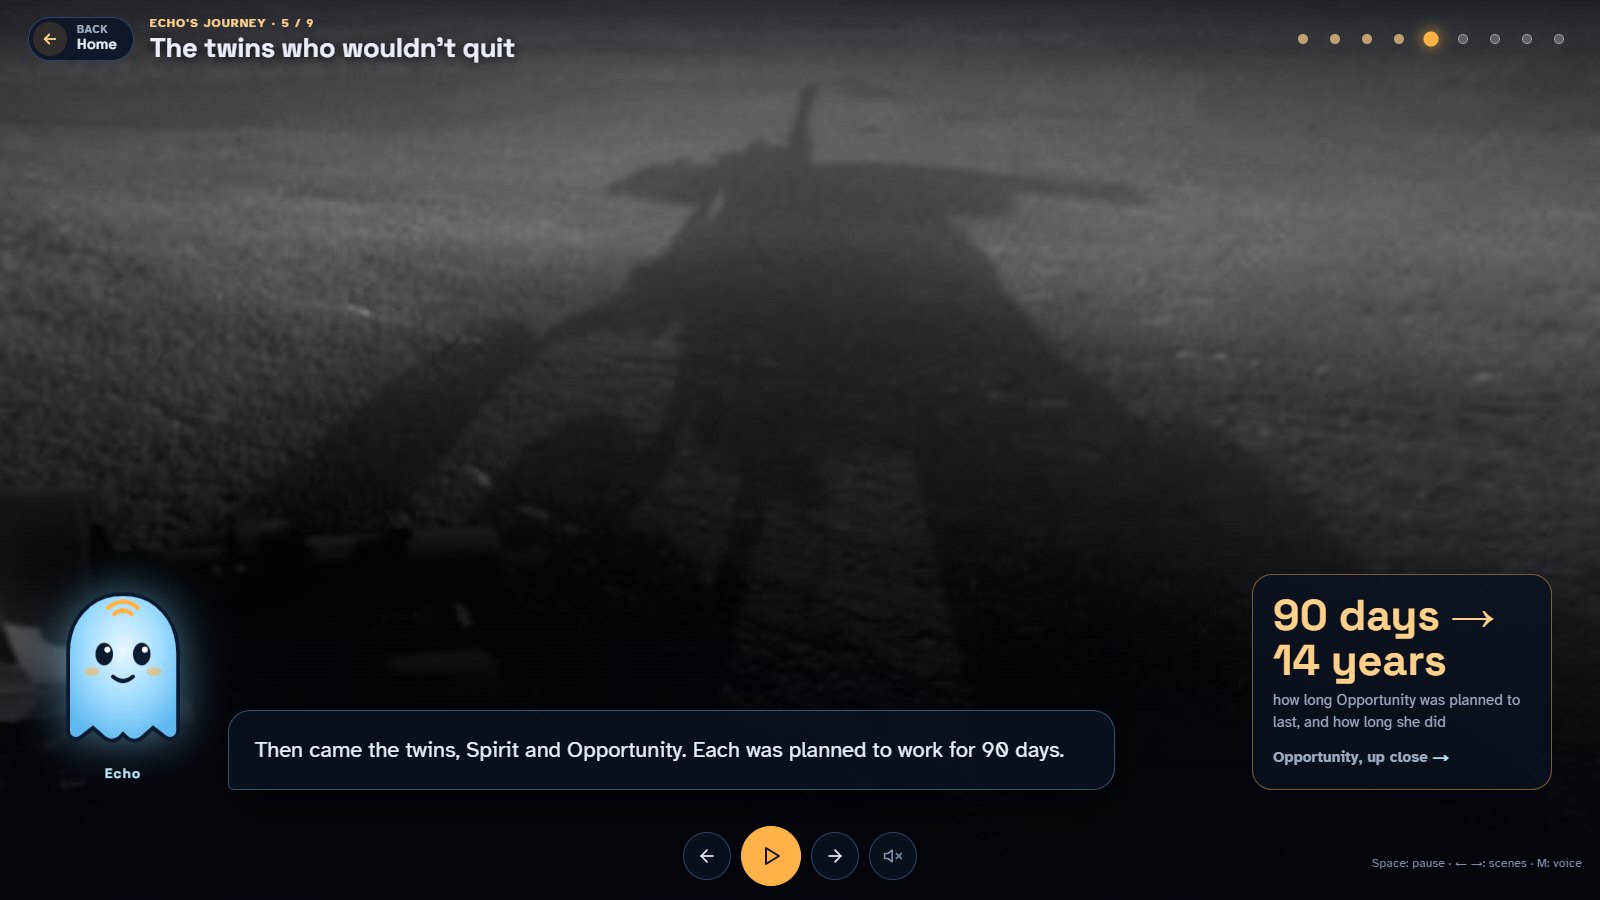 BACK
Home
ECHO'S JOURNEY · 5 / 9
The twins who wouldn't quit
Echo
Then came the twins, Spirit and Opportunity. Each was planned to work for 90 days.
90 days →
14 years
how long Opportunity was planned to
last, and how long she did
Opportunity, up close →
Space: pause · ← →: scenes · M: voice